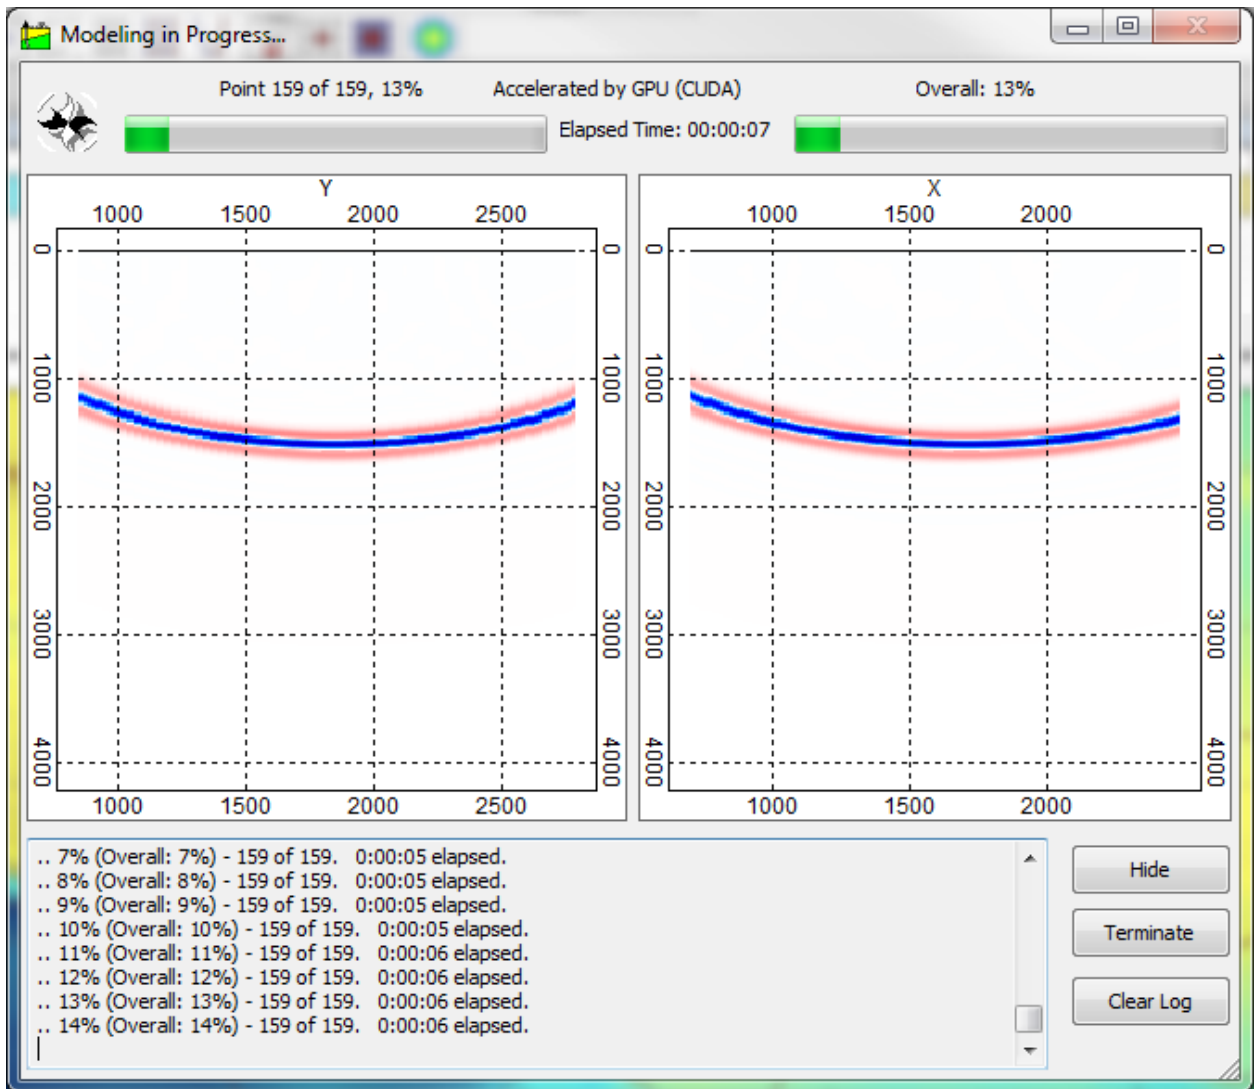 Modeling in Progress...
Point 159 of 159, 13%
Accelerated by GPU (CUDA)
Overall: 13%
Elapsed Time: 00:00:07
Y
1000 1500 2000 2500
0 0
1000 1000
2000 2000
3000 3000
4000 4000
1000 1500 2000 2500
X
1000 1500 2000
0 0
1000 1000
2000 2000
3000 3000
4000 4000
1000 1500 2000
.. 7% (Overall: 7%) - 159 of 159. 0:00:05 elapsed.
.. 8% (Overall: 8%) - 159 of 159. 0:00:05 elapsed.
.. 9% (Overall: 9%) - 159 of 159. 0:00:05 elapsed.
.. 10% (Overall: 10%) - 159 of 159. 0:00:05 elapsed.
.. 11% (Overall: 11%) - 159 of 159. 0:00:06 elapsed.
.. 12% (Overall: 12%) - 159 of 159. 0:00:06 elapsed.
.. 13% (Overall: 13%) - 159 of 159. 0:00:06 elapsed.
.. 14% (Overall: 14%) - 159 of 159. 0:00:06 elapsed.
Hide
Terminate
Clear Log